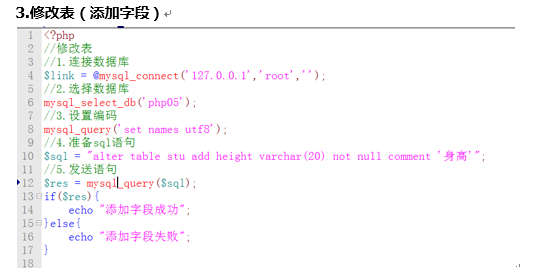 3.修改表（添加字段）
1 <?php
2 //修改表
3 //1.连接数据库
4 $link = @mysql_connect('127.0.0.1','root','');
5 //2.选择数据库
6 mysql_select_db('php05');
7 //3.设置编码
8 mysql_query('set names utf8');
9 //4.准备sql语句
10 $sql = "alter table stu add height varchar(20) not null comment '身高'";
11 //5.发送语句
12 $res = mysql_query($sql);
13 if($res){
14 echo "添加字段成功";
15 }else{
16 echo "添加字段失败";
17 }